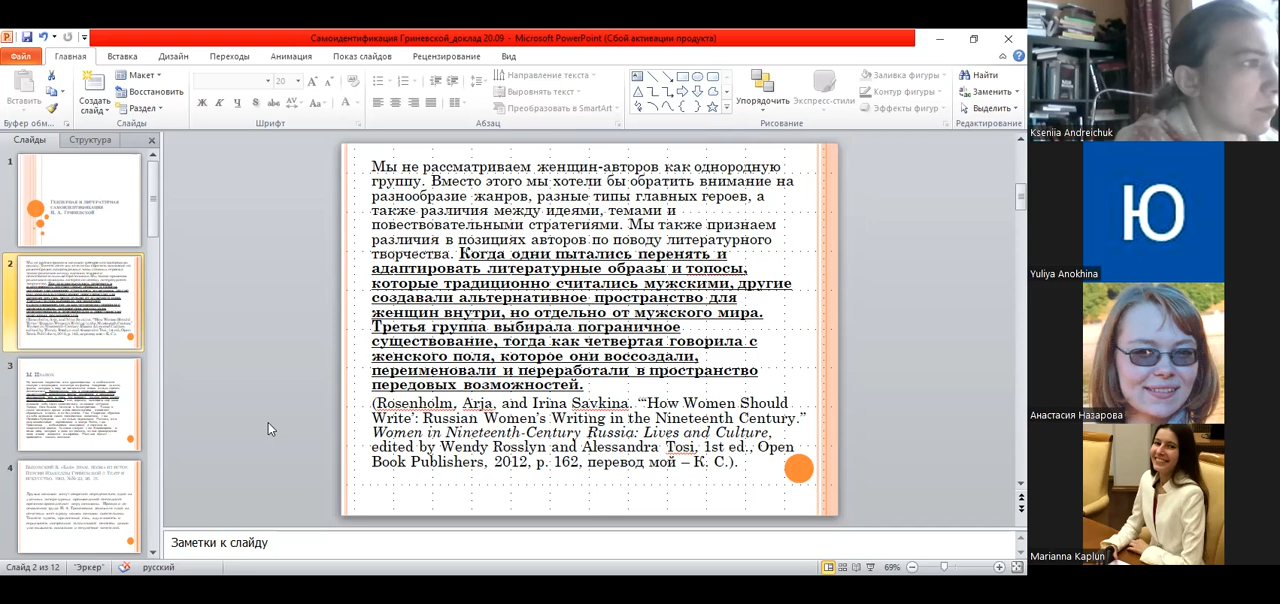 Самоидентификация Гриневской_доклад 20.09 - Microsoft PowerPoint (Сбой активации продукта)
Файл Главная Вставка Дизайн Переходы Анимация Показ слайдов Рецензирование Вид
Вставить
Буфер обм...
Создать слайд
Макет
Восстановить
Раздел
Слайды
20
Шрифт
Направление текста
Выровнять текст
Преобразовать в SmartArt
Абзац
Упорядочить
Экспресс-стили
Заливка фигуры
Контур фигуры
Эффекты фигур
Рисование
Найти
Заменить
Выделить
Редактирование
Слайды Структура
1
2
3
4
Мы не рассматриваем женщин-авторов как однородную
группу. Вместо этого мы хотели бы обратить внимание на
разнообразие жанров, разные типы главных героев, а
также различия между идеями, темами и
повествовательными стратегиями. Мы также признаем
различия в позициях авторов по поводу литературного
творчества. Когда одни пытались перенять и
адаптировать литературные образы и топосы,
которые традиционно считались мужскими, другие
создавали альтернативное пространство для
женщин внутри, но отдельно от мужского мира.
Третья группа выбирала пограничное
существование, тогда как четвертая говорила с
женского поля, которое они воссоздали,
переименовали и переработали в пространство
передовых возможностей.
(Rosenholm, Arja and Irina Savkina. “‘How Women Should
Write’: Russian Women’s Writing in the Nineteenth Century.”
Women in Nineteenth-Century Russia: Lives and Culture,
edited by Wendy Rosslyn and Alessandra Tosi, 1st ed., Open
Book Publishers, 2012, p. 162, перевод мой – К. С.)
Заметки к слайду
Слайд 2 из 12 "Эркер" русский 69%
Kseniia Andreichuk
Ю
Yuliya Anokhina
Анастасия Назарова
Marianna Kaplun